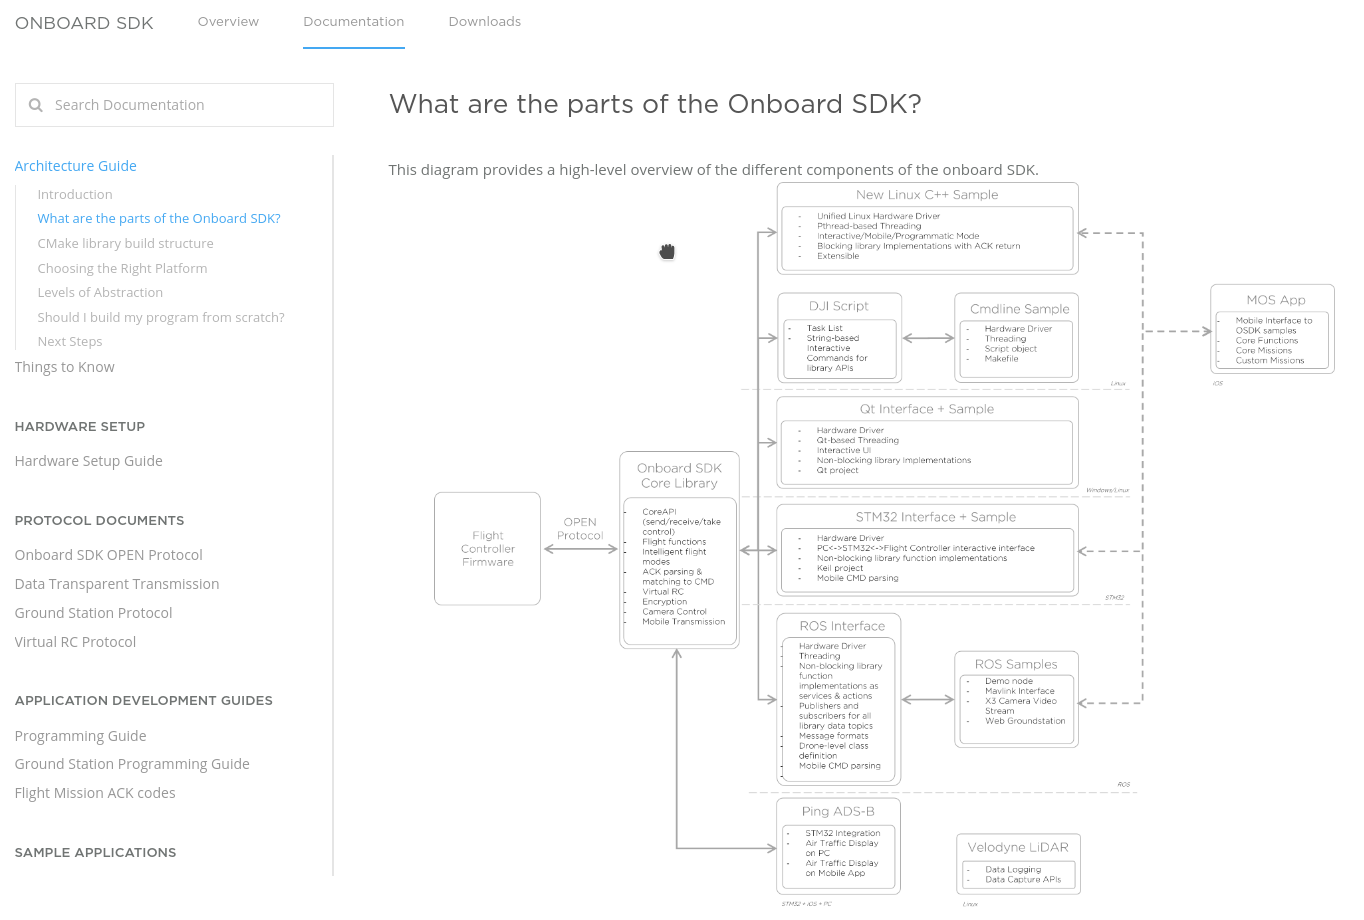 ONBOARD SDK
Overview
Documentation
Downloads
Search Documentation
Architecture Guide
Introduction
What are the parts of the Onboard SDK?
CMake library build structure
Choosing the Right Platform
Levels of Abstraction
Should I build my program from scratch?
Next Steps
Things to Know
HARDWARE SETUP
Hardware Setup Guide
PROTOCOL DOCUMENTS
Onboard SDK OPEN Protocol
Data Transparent Transmission
Ground Station Protocol
Virtual RC Protocol
APPLICATION DEVELOPMENT GUIDES
Programming Guide
Ground Station Programming Guide
Flight Mission ACK codes
SAMPLE APPLICATIONS
What are the parts of the Onboard SDK?
This diagram provides a high-level overview of the different components of the onboard SDK.
Flight
Controller
Firmware
OPEN
Protocol
Onboard SDK
Core Library
- CoreAPI
(send/receive/take
control)
- Flight functions
- Intelligent flight
modes
- ACK parsing &
matching to CMD
- Virtual RC
- Encryption
- Camera Control
- Mobile Transmission
New Linux C++ Sample
- Unified Linux Hardware Driver
- Pthread-based Threading
- Interactive/Mobile/Programmatic Mode
- Blocking library Implementations with ACK return
- Extensible
DJI Script
- Task List
- String-based
Interactive
Commands for
library APIs
Cmdline Sample
- Hardware Driver
- Threading
- Script object
- Makefile
Linux
MOS App
- Mobile Interface to
OSDK samples
- Core Functions
- Core Missions
- Custom Missions
iOS
Qt Interface + Sample
- Hardware Driver
- Qt-based Threading
- Interactive UI
- Non-blocking library Implementations
- Qt project
Windows/Linux
STM32 Interface + Sample
- Hardware Driver
- PC<->STM32<->Flight Controller interactive interface
- Non-blocking library function implementations
- Keil project
- Mobile CMD parsing
STM32
ROS Interface
- Hardware Driver
- Threading
- Non-blocking library
function
implementations as
services & actions
- Publishers and
subscribers for all
library data topics
- Message formats
- Drone-level class
definition
- Mobile CMD parsing
-
ROS Samples
- Demo node
- Mavlink Interface
- X3 Camera Video
Stream
- Web Groundstation
ROS
Ping ADS-B
- STM32 Integration
- Air Traffic Display
on PC
- Air Traffic Display
on Mobile App
STM32 + iOS + PC
Velodyne LiDAR
- Data Logging
- Data Capture APIs
Linux